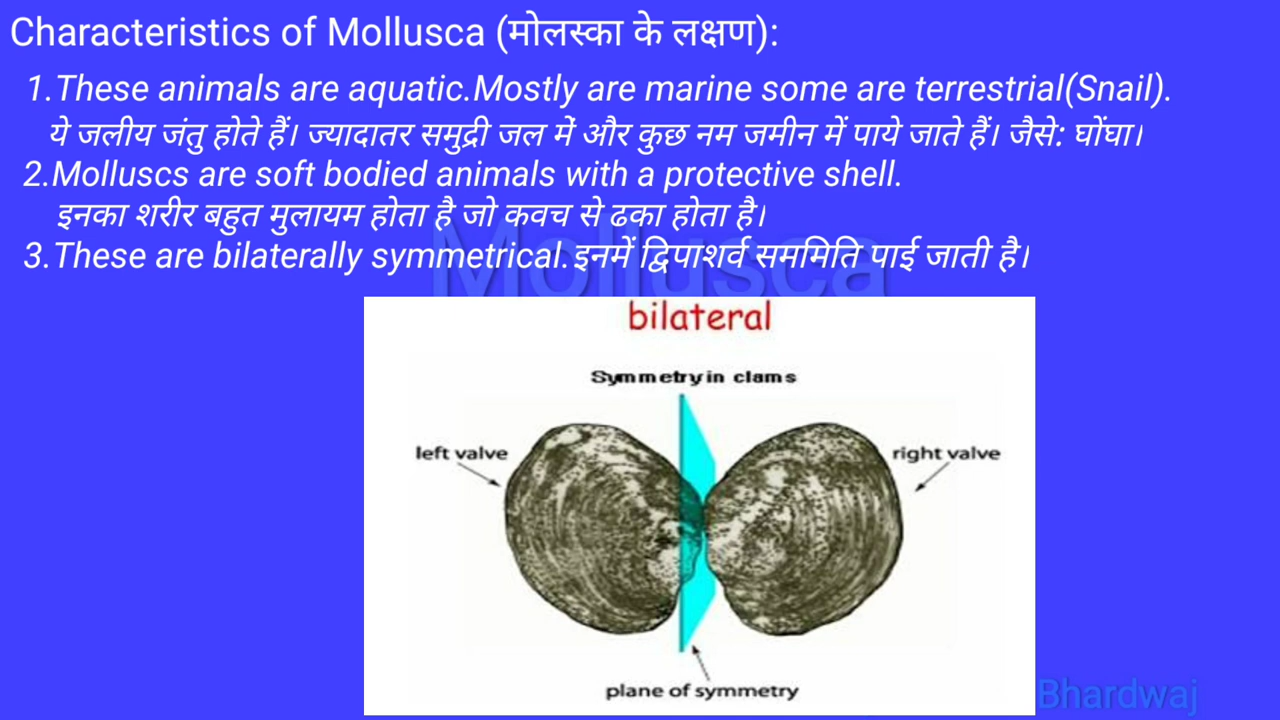 Characteristics of Mollusca (मोलस्का के लक्षण):
1.These animals are aquatic.Mostly are marine some are terrestrial(Snail).
ये जलीय जंतु होते हैं। ज्यादातर समुद्री जल में और कुछ नम जमीन में पाये जाते हैं। जैसे: घोंघा।
2.Molluscs are soft bodied animals with a protective shell.
इनका शरीर बहुत मुलायम होता है जो कवच से ढका होता है।
3.These are bilaterally symmetrical.इनमें द्विपाशर्व सममिति पाई जाती है।
Mollusca
bilateral
Symmetry in clams
left valve
right valve
plane of symmetry
Bhardwaj